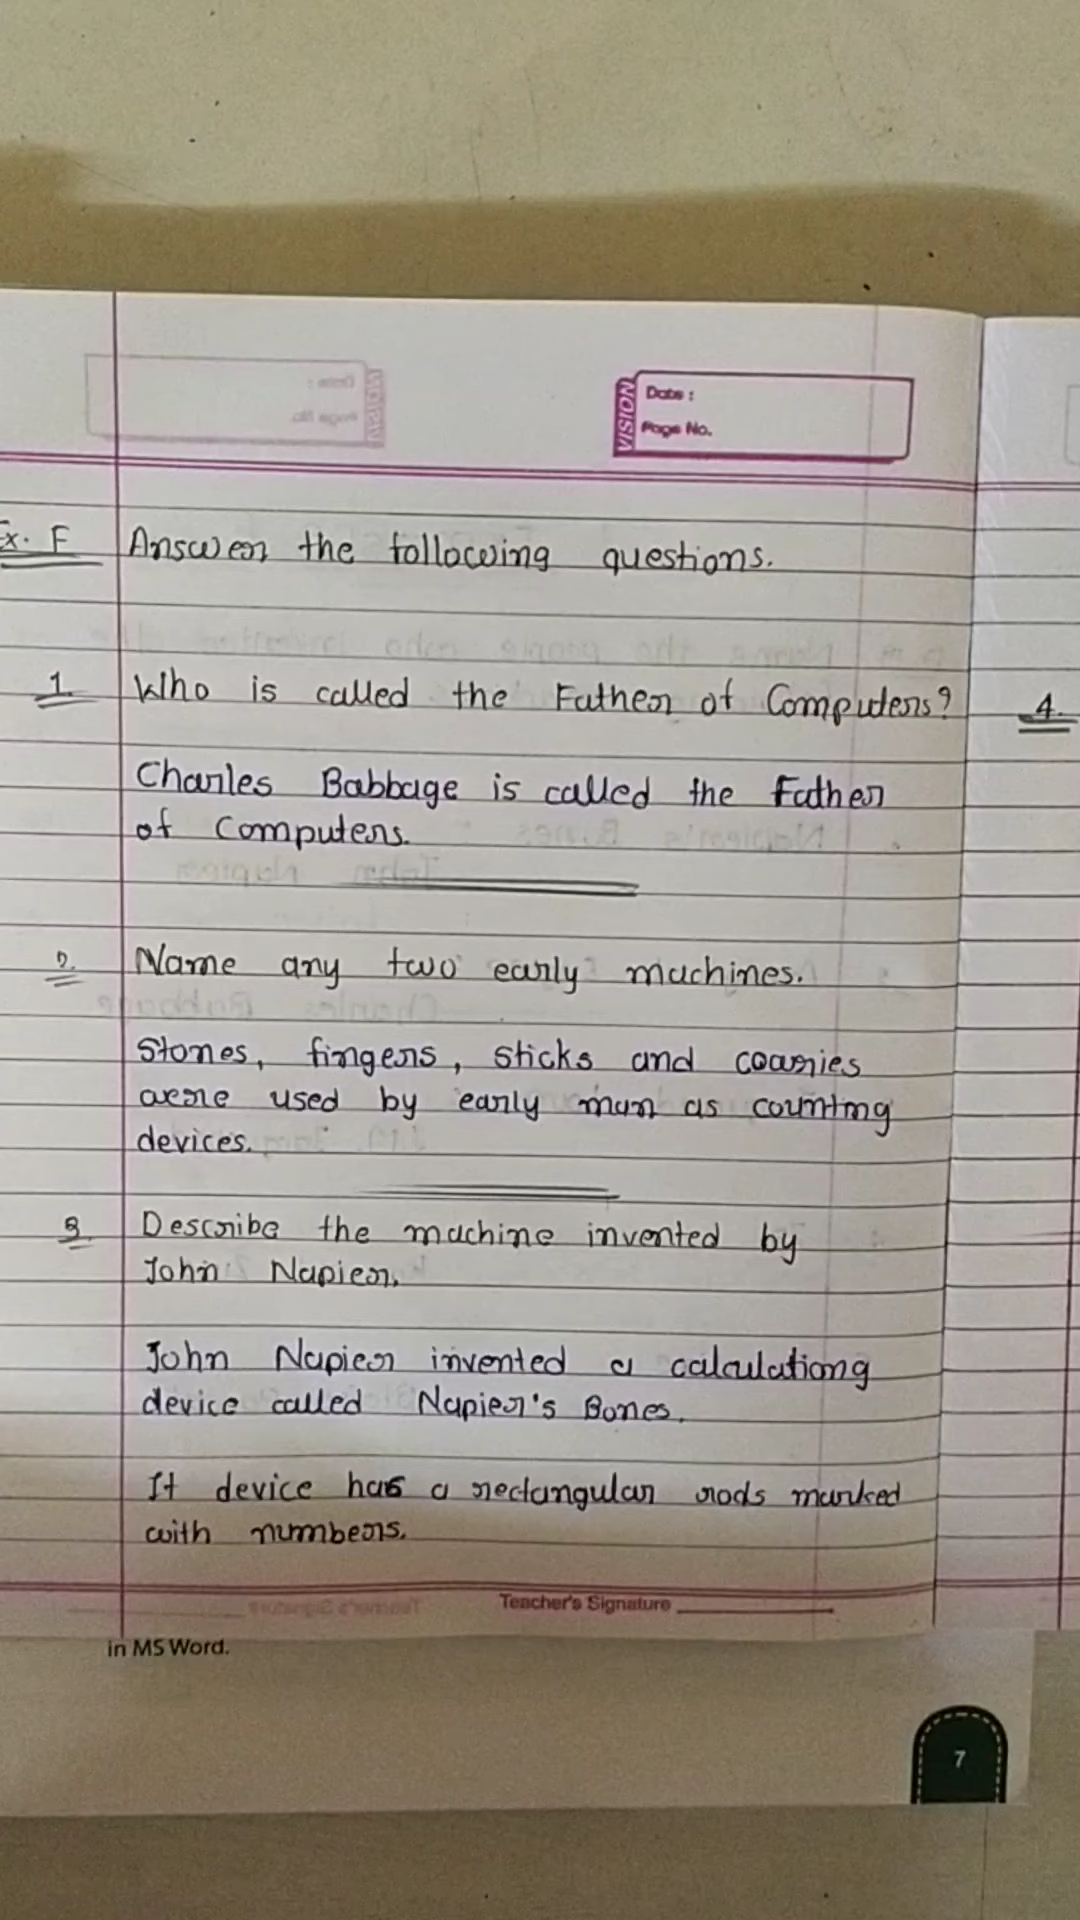 VISION
Date :
Page No.
Ex. F Answer the following questions.
1. Who is called the Father of Computers?
Charles Babbage is called the Father
of Computers.
2. Name any two early machines.
Stones, fingers, sticks and cowries
were used by early man as counting
devices.
3. Describe the machine invented by
John Napier.
John Napier invented a calculationg
device called Napier's Bones.
It device has a rectangular rods marked
with numbers.
Teacher's Signature
in MS Word.
7
4.